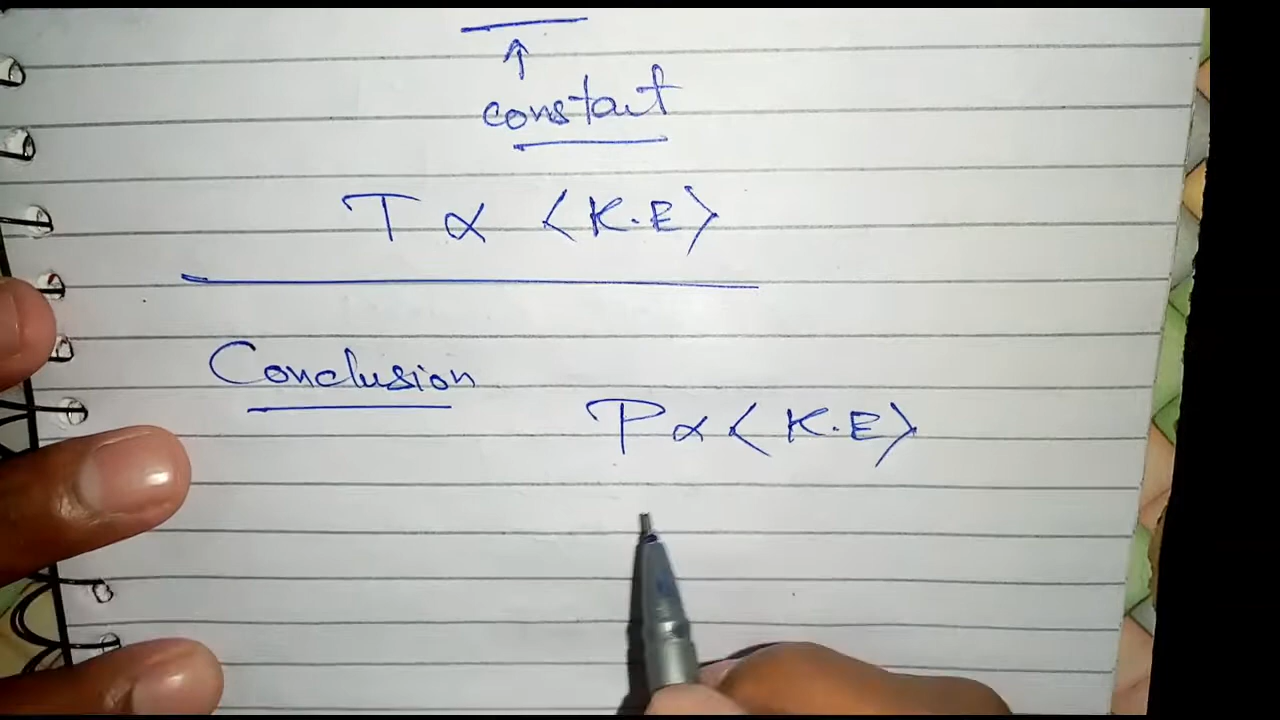 ↑
constant
T ∝ ⟨K.E⟩
Conclusion
P ∝ ⟨K.E⟩